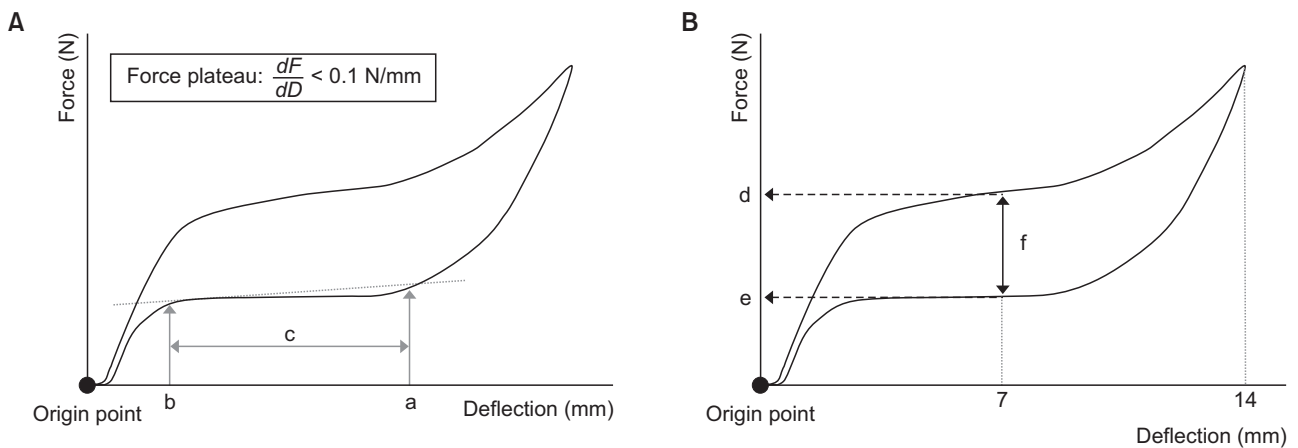 A
Force (N)
Force plateau: dF/dD < 0.1 N/mm
c
b
a
Origin point
Deflection (mm)
B
Force (N)
d
f
e
7
14
Origin point
Deflection (mm)